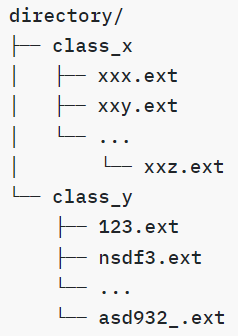 directory/
├── class_x
│   ├── xxx.ext
│   ├── xxy.ext
│   └── ...
│       └── xxz.ext
└── class_y
    ├── 123.ext
    ├── nsdf3.ext
    └── ...
    └── asd932_.ext